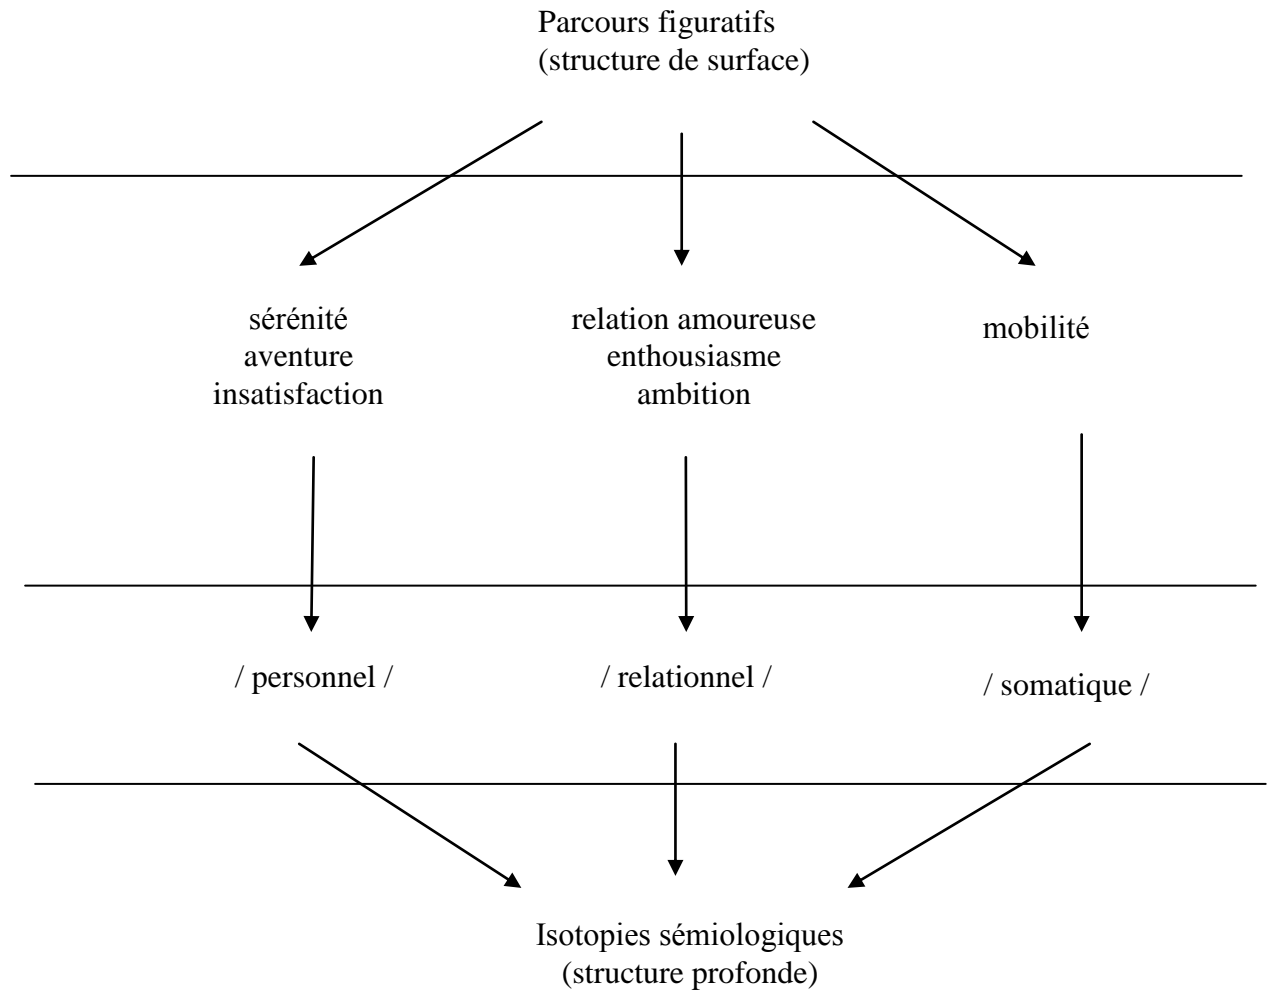 Parcours figuratifs
(structure de surface)
sérénité
aventure
insatisfaction
relation amoureuse
enthousiasme
ambition
mobilité
/ personnel /
/ relationnel /
/ somatique /
Isotopies sémiologiques
(structure profonde)